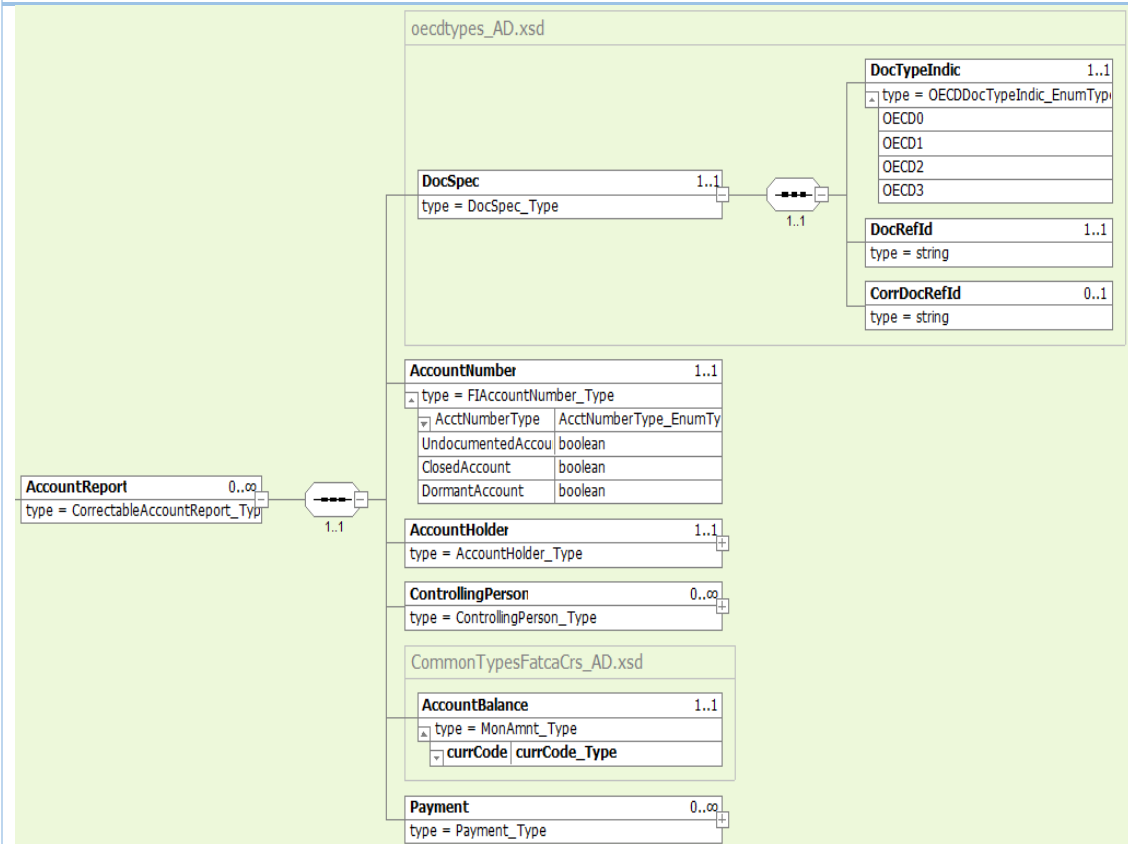 oecdtypes_AD.xsd
DocTypeIndic 1..1
type = OECDDocTypeIndic_EnumType
OECD0
OECD1
OECD2
OECD3
DocSpec 1..1
type = DocSpec_Type
1..1
DocRefId 1..1
type = string
CorrDocRefId 0..1
type = string
AccountNumber 1..1
type = FIAccountNumber_Type
AcctNumberType AcctNumberType_EnumTy
UndocumentedAccou boolean
ClosedAccount boolean
DormantAccount boolean
AccountReport 0..∞
type = CorrectableAccountReport_Typ
1..1
AccountHolder 1..1
type = AccountHolder_Type
ControllingPerson 0..∞
type = ControllingPerson_Type
CommonTypesFatcaCrs_AD.xsd
AccountBalance 1..1
type = MonAmnt_Type
currCode currCode_Type
Payment 0..∞
type = Payment_Type